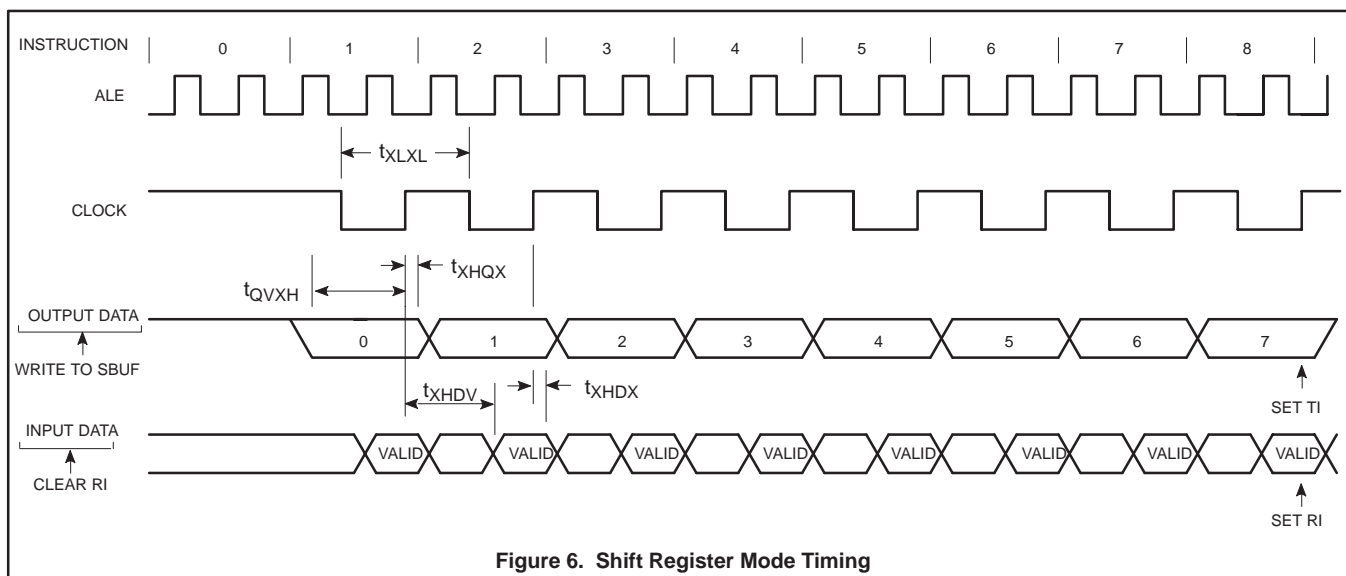 INSTRUCTION 0 1 2 3 4 5 6 7 8
ALE
tXLXL
CLOCK
tXHQX
tQVXH
OUTPUT DATA 0 1 2 3 4 5 6 7
WRITE TO SBUF
tXHDV
tXHDX
SET TI
INPUT DATA VALID VALID VALID VALID VALID VALID VALID VALID
CLEAR RI
SET RI
Figure 6. Shift Register Mode Timing